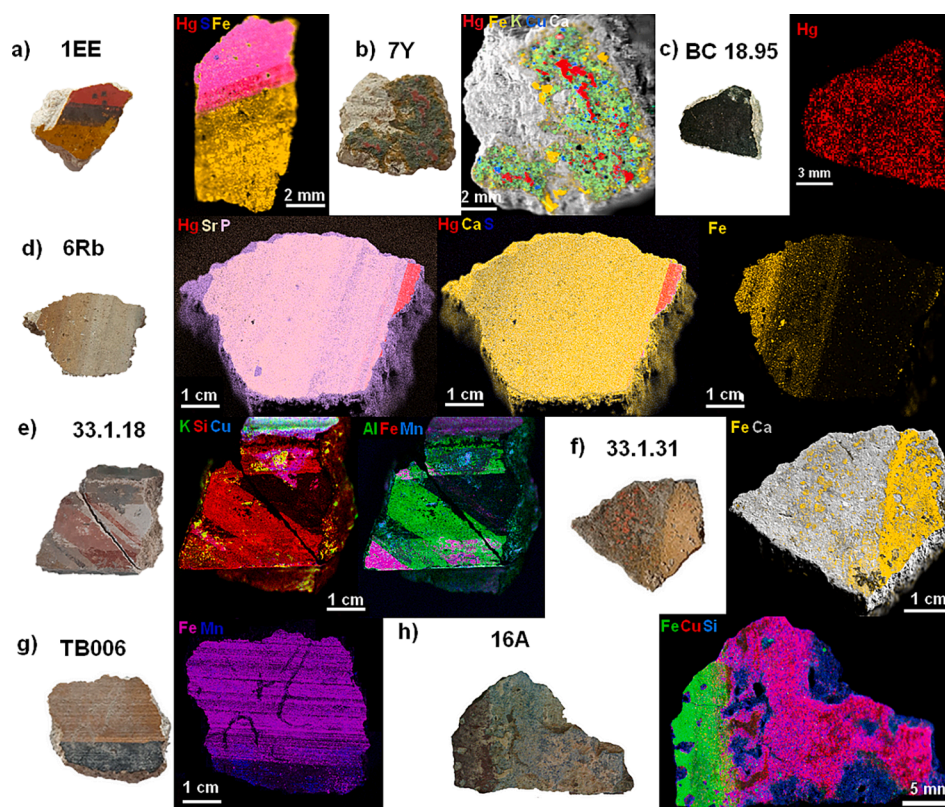 a) 1EE
Hg S Fe
2 mm
b) 7Y
Hg Fe K Cu Ca
2 mm
c) BC 18.95
Hg
3 mm
d) 6Rb
Hg Sr P
1 cm
Hg Ca S
1 cm
Fe
1 cm
e) 33.1.18
K Si Cu
1 cm
Al Fe Mn
1 cm
f) 33.1.31
Fe Ca
1 cm
g) TB006
Fe Mn
1 cm
h) 16A
Fe Cu Si
5 mm